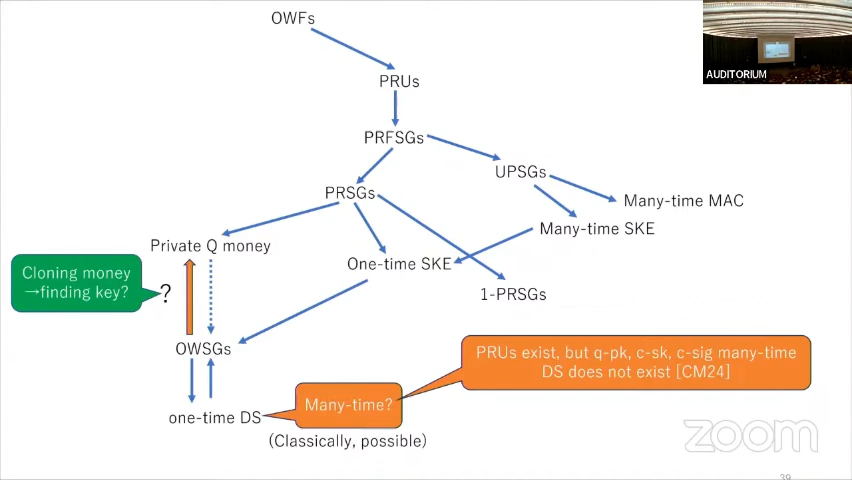 OWFs
AUDITORIUM
PRUs
PRFSGs
UPSGs
PRSGs
Many-time MAC
Many-time SKE
Private Q money
One-time SKE
Cloning money
→finding key?
?
1-PRSGs
OWSGs
PRUs exist, but q-pk, c-sk, c-sig many-time
DS does not exist [CM24]
Many-time?
one-time DS
(Classically, possible)
zoom
39